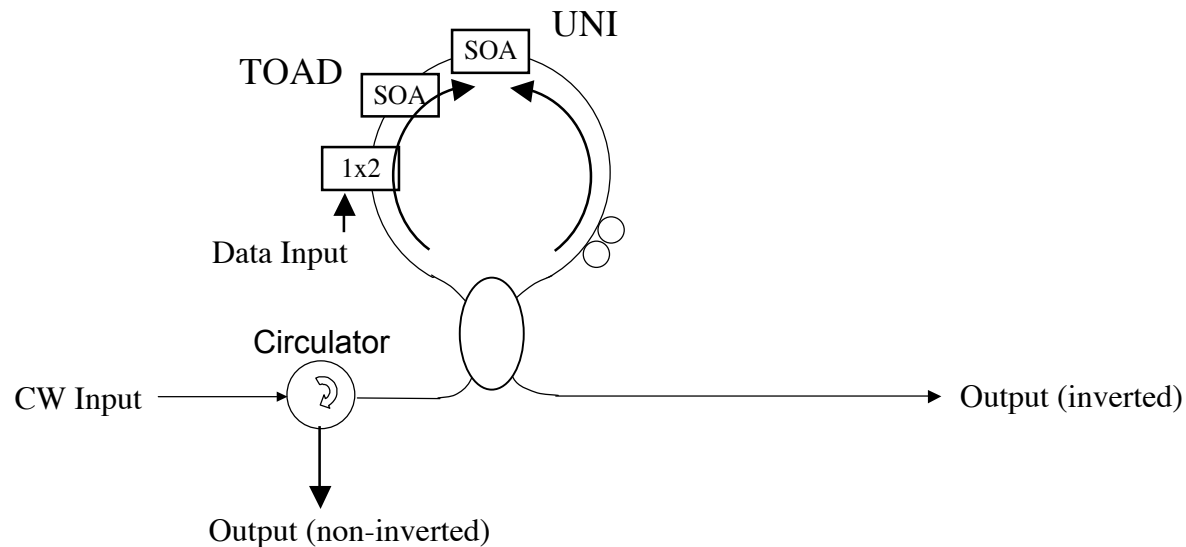 UNI
SOA
TOAD
SOA
1x2
Data Input
Circulator
CW Input
Output (inverted)
Output (non-inverted)